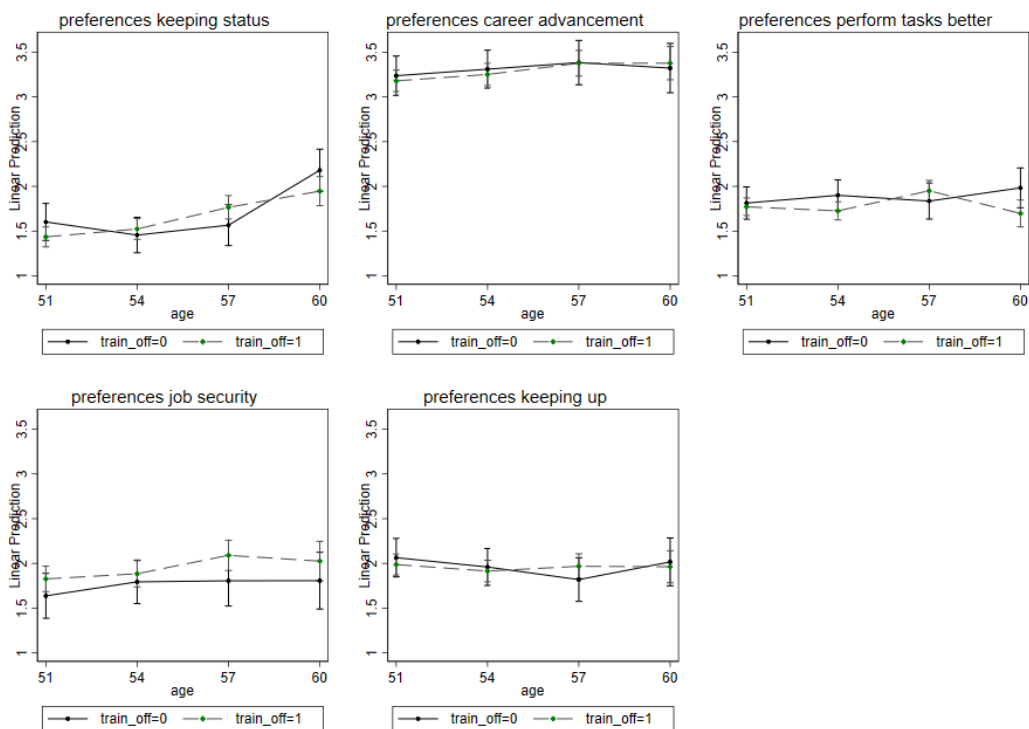 preferences keeping status
Linear Prediction
3.5
3
2.5
2
1.5
1
51 54 57 60
age
train_off=0 train_off=1
preferences career advancement
Linear Prediction
3.5
3
2.5
2
1.5
1
51 54 57 60
age
train_off=0 train_off=1
preferences perform tasks better
Linear Prediction
3.5
3
2.5
2
1.5
1
51 54 57 60
age
train_off=0 train_off=1
preferences job security
Linear Prediction
3.5
3
2.5
2
1.5
1
51 54 57 60
age
train_off=0 train_off=1
preferences keeping up
Linear Prediction
3.5
3
2.5
2
1.5
1
51 54 57 60
age
train_off=0 train_off=1